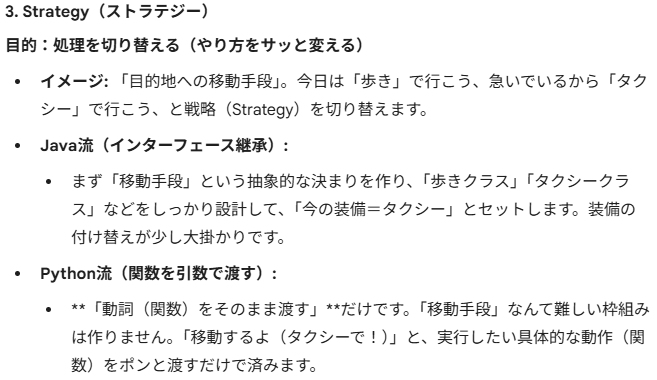 3. Strategy（ストラテジー）
目的：処理を切り替える（やり方をサッと変える）
• イメージ: 「目的地への移動手段」。今日は「歩き」で行こう、急いでいるから「タク
シー」で行こう、と戦略（Strategy）を切り替えます。
• Java流（インターフェース継承）:
• まず「移動手段」という抽象的な決まりを作り、「歩きクラス」「タクシークラ
ス」などをしっかり設計して、「今の装備＝タクシー」とセットします。装備の
付け替えが少し大掛かりです。
• Python流（関数を引数で渡す）:
• **「動詞（関数）をそのまま渡す」**だけです。「移動手段」なんて難しい枠組み
は作りません。「移動するよ（タクシーで！）」と、実行したい具体的な動作（関
数）をポンと渡すだけで済みます。